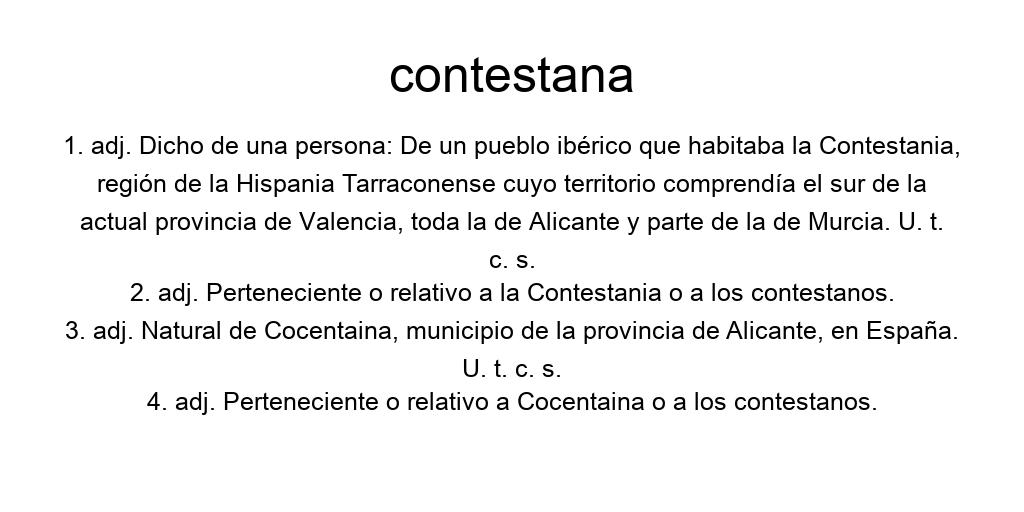 contestana
1. adj. Dicho de una persona: De un pueblo ibérico que habitaba la Contestania,
región de la Hispania Tarraconense cuyo territorio comprendía el sur de la
actual provincia de Valencia, toda la de Alicante y parte de la de Murcia. U. t.
c. s.
2. adj. Perteneciente o relativo a la Contestania o a los contestanos.
3. adj. Natural de Cocentaina, municipio de la provincia de Alicante, en España.
U. t. c. s.
4. adj. Perteneciente o relativo a Cocentaina o a los contestanos.